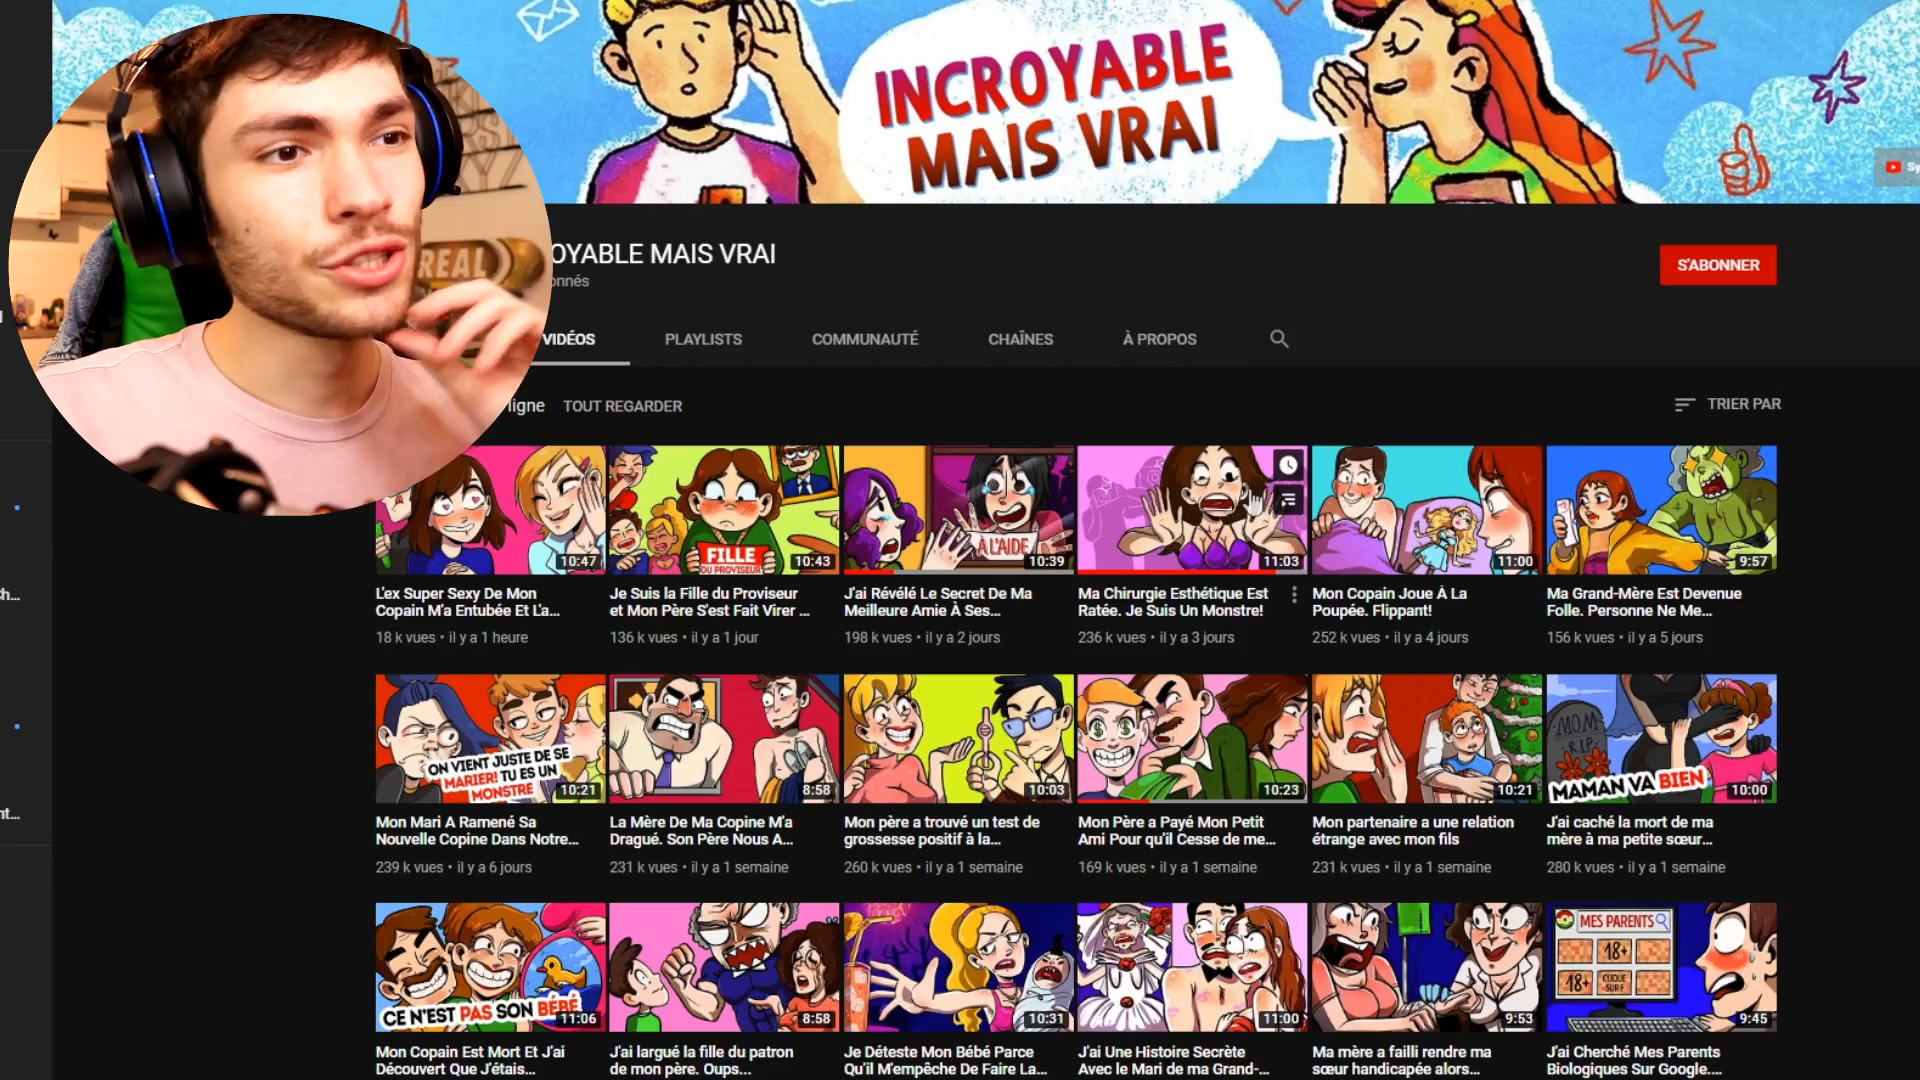 INCROYABLE
MAIS VRAI
Sy
OYABLE MAIS VRAI
onnés
S'ABONNER
REAL
VIDÉOS
PLAYLISTS
COMMUNAUTÉ
CHAÎNES
À PROPOS
ligne
TOUT REGARDER
TRIER PAR
10:47
FILLE
DU PROVISEUR
10:43
À L'AIDE
10:39
11:03
11:00
9:57
L'ex Super Sexy De Mon
Copain M'a Entubée Et L'a...
18 k vues • il y a 1 heure
Je Suis la Fille du Proviseur
et Mon Père S'est Fait Virer ...
136 k vues • il y a 1 jour
J'ai Révélé Le Secret De Ma
Meilleure Amie À Ses...
198 k vues • il y a 2 jours
Ma Chirurgie Esthétique Est
Ratée. Je Suis Un Monstre!
236 k vues • il y a 3 jours
Mon Copain Joue À La
Poupée. Flippant!
252 k vues • il y a 4 jours
Ma Grand-Mère Est Devenue
Folle. Personne Ne Me...
156 k vues • il y a 5 jours
h...
ON VIENT JUSTE DE SE
MARIER! TU ES UN
MONSTRE
10:21
8:58
10:03
10:23
10:21
MOM
R.I.P.
MAMAN VA BIEN
10:00
nt...
Mon Mari A Ramené Sa
Nouvelle Copine Dans Notre...
239 k vues • il y a 6 jours
La Mère De Ma Copine M'a
Dragué. Son Père Nous A...
231 k vues • il y a 1 semaine
Mon père a trouvé un test de
grossesse positif à la...
260 k vues • il y a 1 semaine
Mon Père a Payé Mon Petit
Ami Pour qu'il Cesse de me...
169 k vues • il y a 1 semaine
Mon partenaire a une relation
étrange avec mon fils
231 k vues • il y a 1 semaine
J'ai caché la mort de ma
mère à ma petite sœur...
280 k vues • il y a 1 semaine
CE N'EST PAS SON BÉBÉ
11:06
8:58
10:31
11:00
9:53
MES PARENTS
18+
18+
CLIQUE
SUR
9:45
Mon Copain Est Mort Et J'ai
Découvert Que J'étais...
J'ai largué la fille du patron
de mon père. Oups...
Je Déteste Mon Bébé Parce
Qu'il M'empêche De Faire La...
J'ai Une Histoire Secrète
Avec le Mari de ma Grand-...
Ma mère a failli rendre ma
sœur handicapée alors...
J'ai Cherché Mes Parents
Biologiques Sur Google....